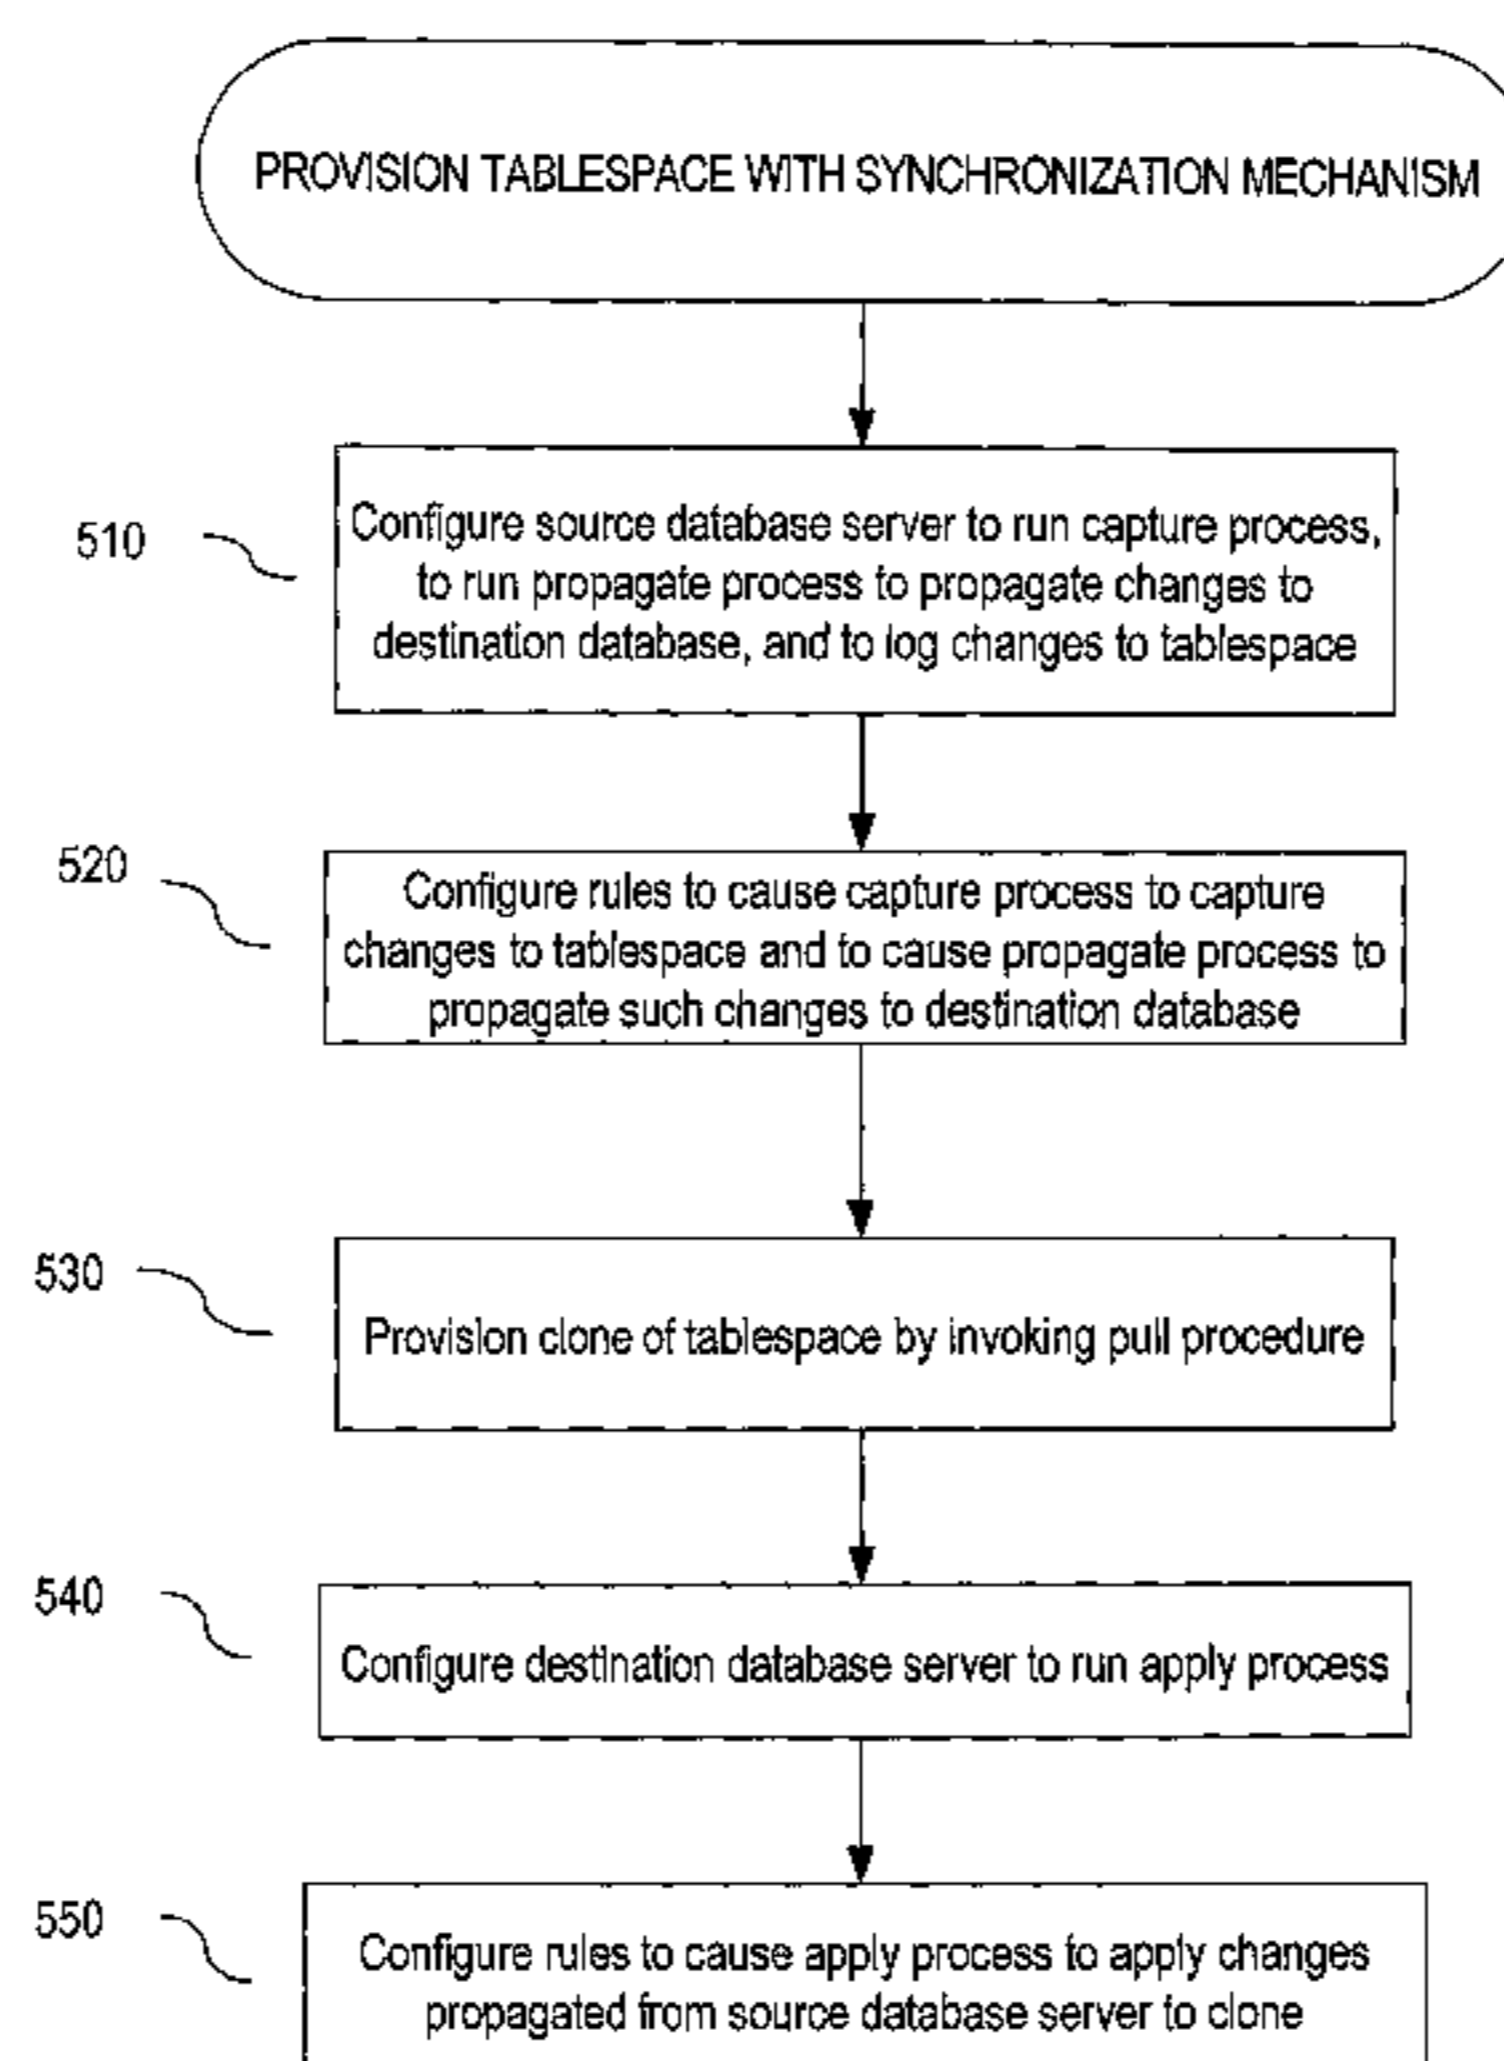 PROVISION TABLESPACE WITH SYNCHRONIZATION MECHANISM
510
Configure source database server to run capture process,
to run propagate process to propagate changes to
destination database, and to log changes to tablespace
520
Configure rules to cause capture process to capture
changes to tablespace and to cause propagate process to
propagate such changes to destination database
530
Provision clone of tablespace by invoking pull procedure
540
Configure destination database server to run apply process
550
Configure rules to cause apply process to apply changes
propagated from source database server to clone